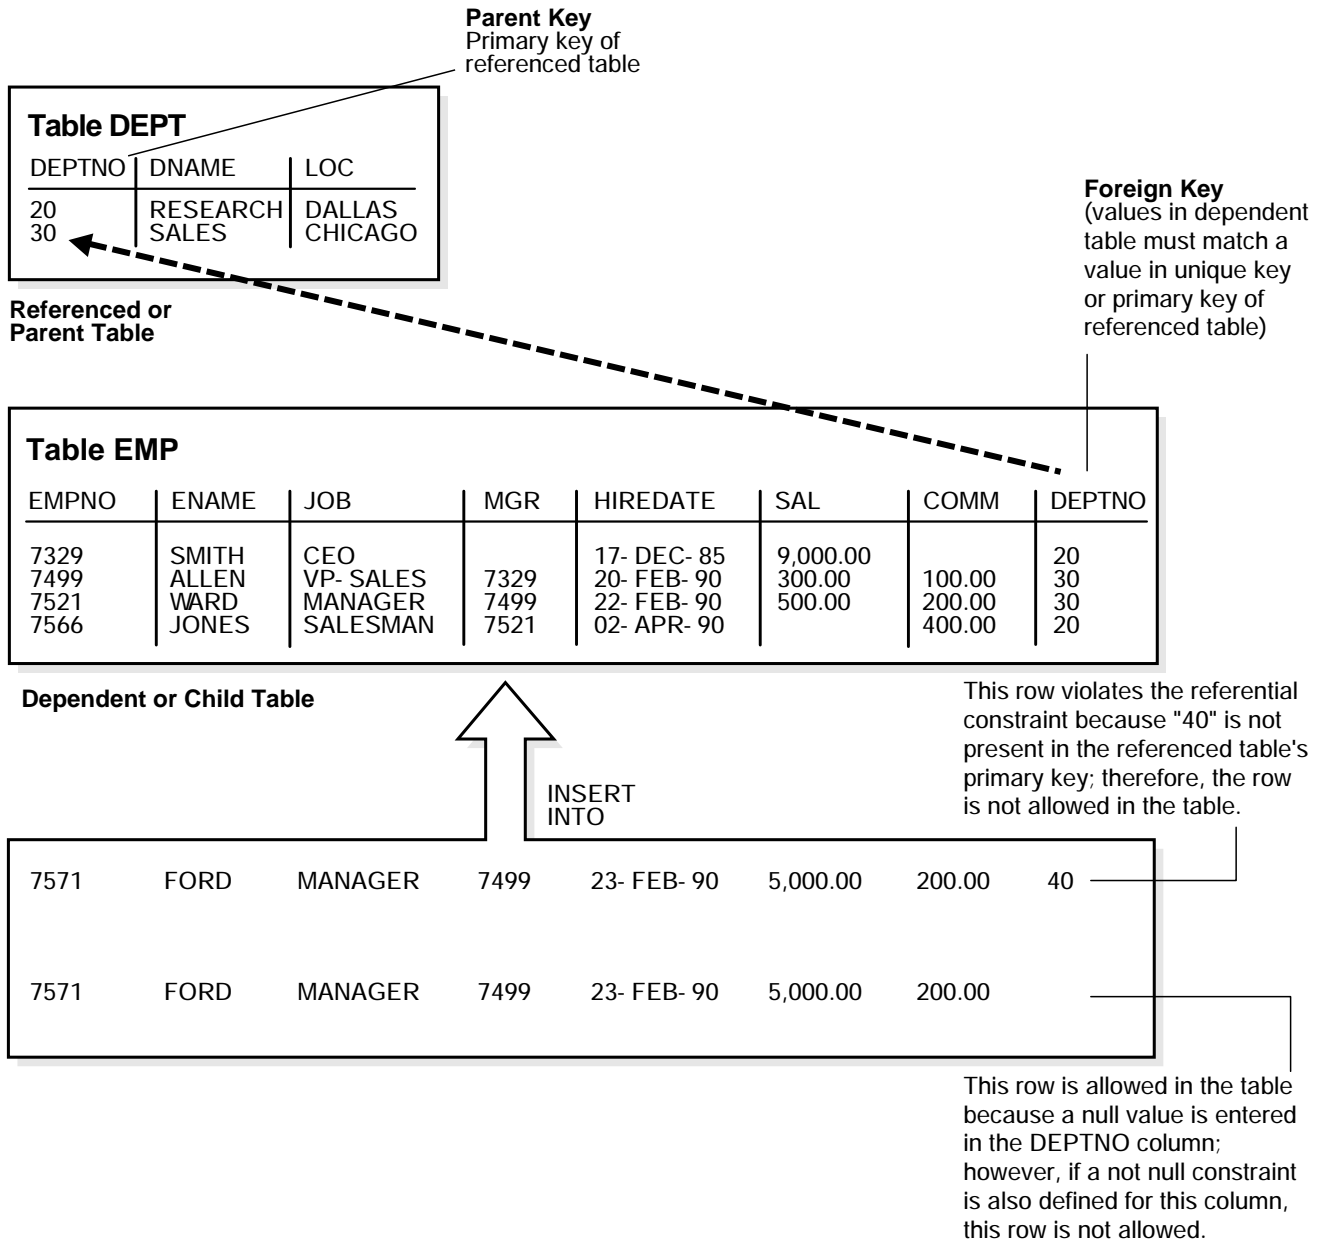 Parent Key
Primary key of
referenced table
Table DEPT
DEPTNO DNAME LOC
20 RESEARCH DALLAS
30 SALES CHICAGO
Referenced or
Parent Table
Foreign Key
(values in dependent
table must match a
value in unique key
or primary key of
referenced table)
Table EMP
EMPNO ENAME JOB MGR HIREDATE SAL COMM DEPTNO
7329 SMITH CEO 17- DEC- 85 9,000.00 20
7499 ALLEN VP- SALES 7329 20- FEB- 90 300.00 100.00 30
7521 WARD MANAGER 7499 22- FEB- 90 500.00 200.00 30
7566 JONES SALESMAN 7521 02- APR- 90 400.00 20
Dependent or Child Table
This row violates the referential
constraint because "40" is not
present in the referenced table's
primary key; therefore, the row
is not allowed in the table.
INSERT
INTO
7571 FORD MANAGER 7499 23- FEB- 90 5,000.00 200.00 40
7571 FORD MANAGER 7499 23- FEB- 90 5,000.00 200.00
This row is allowed in the table
because a null value is entered
in the DEPTNO column;
however, if a not null constraint
is also defined for this column,
this row is not allowed.